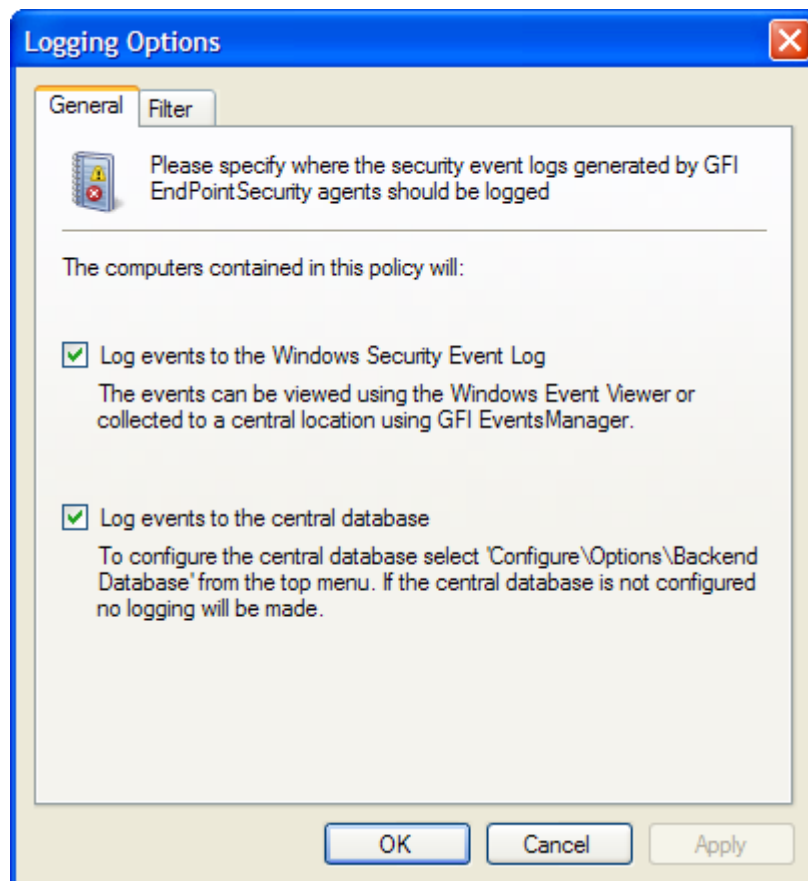 Logging Options
General
Filter
Please specify where the security event logs generated by GFI
EndPointSecurity agents should be logged
The computers contained in this policy will:
Log events to the Windows Security Event Log
The events can be viewed using the Windows Event Viewer or
collected to a central location using GFI EventsManager.
Log events to the central database
To configure the central database select 'Configure\Options\Backend
Database' from the top menu. If the central database is not configured
no logging will be made.
OK
Cancel
Apply